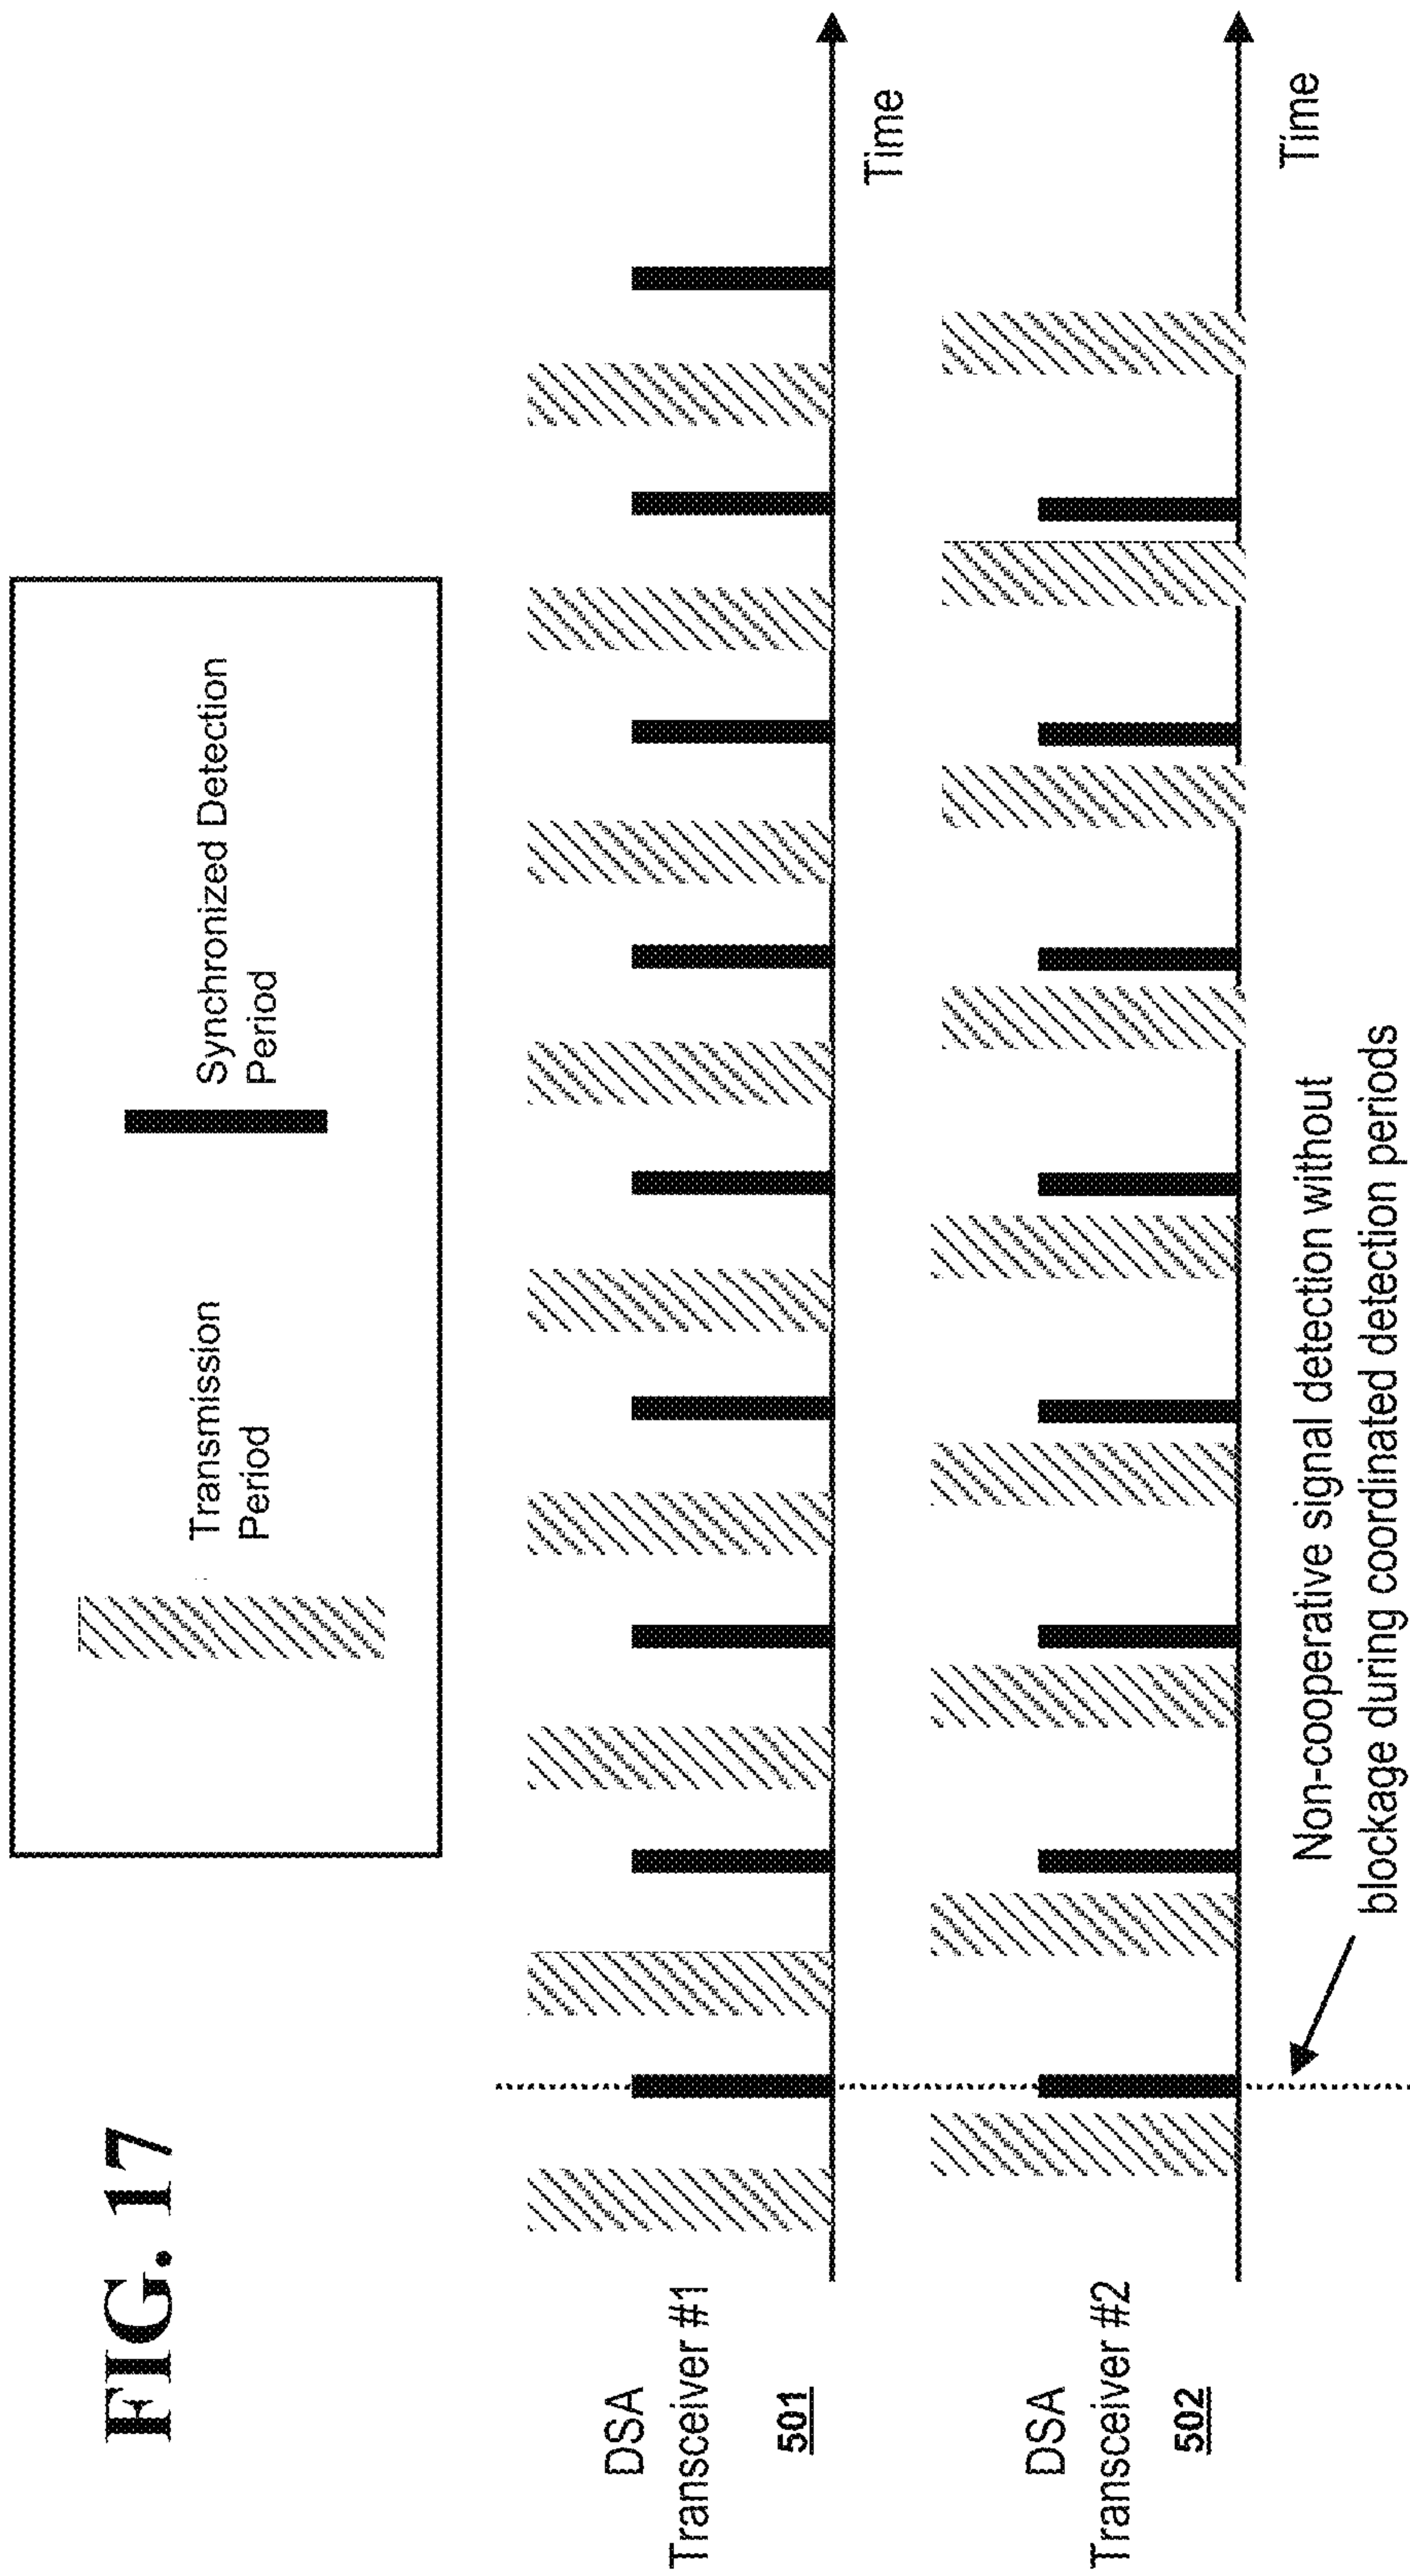 FIG. 17
Transmission
Period
Synchronized Detection
Period
DSA
Transceiver #1
501
Time
DSA
Transceiver #2
502
Time
Non-cooperative signal detection without
blockage during coordinated detection periods